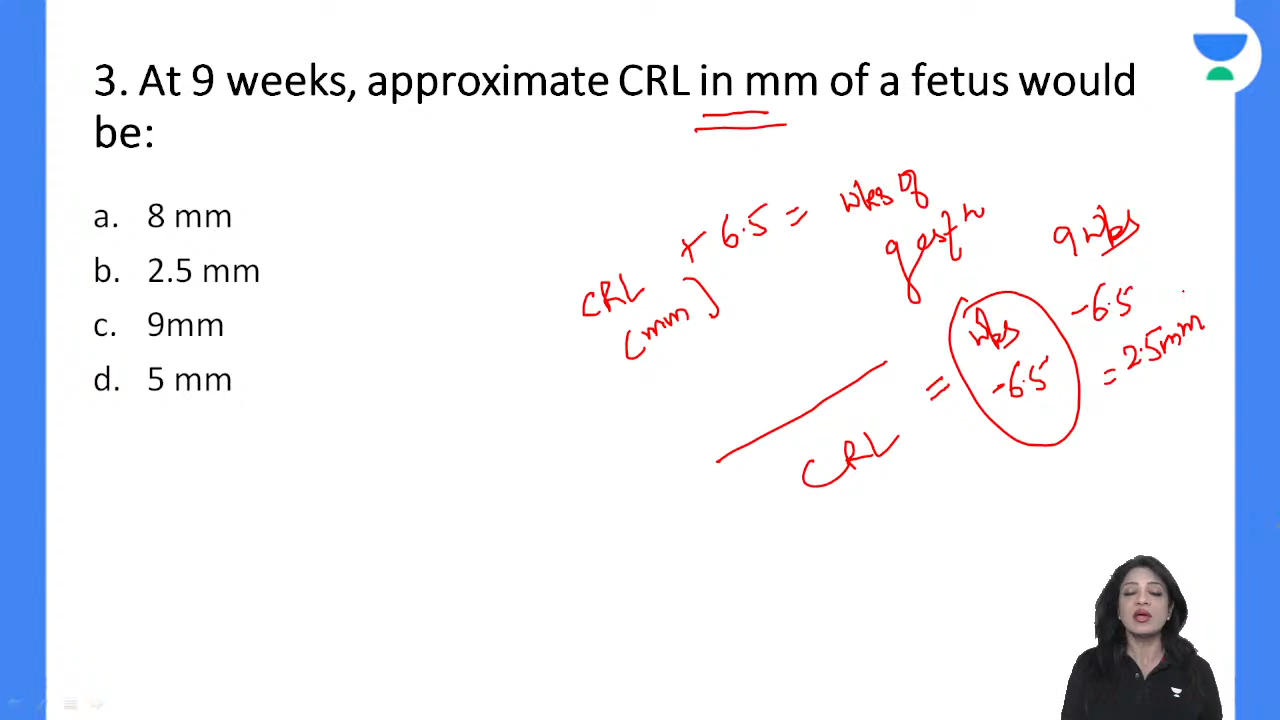 3. At 9 weeks, approximate CRL in mm of a fetus would
be:
a. 8 mm
b. 2.5 mm
c. 9mm
d. 5 mm
CRL + 6.5 = wks of
(mm) gestn
CRL = wks
-6.5
9 wks
-6.5
= 2.5mm